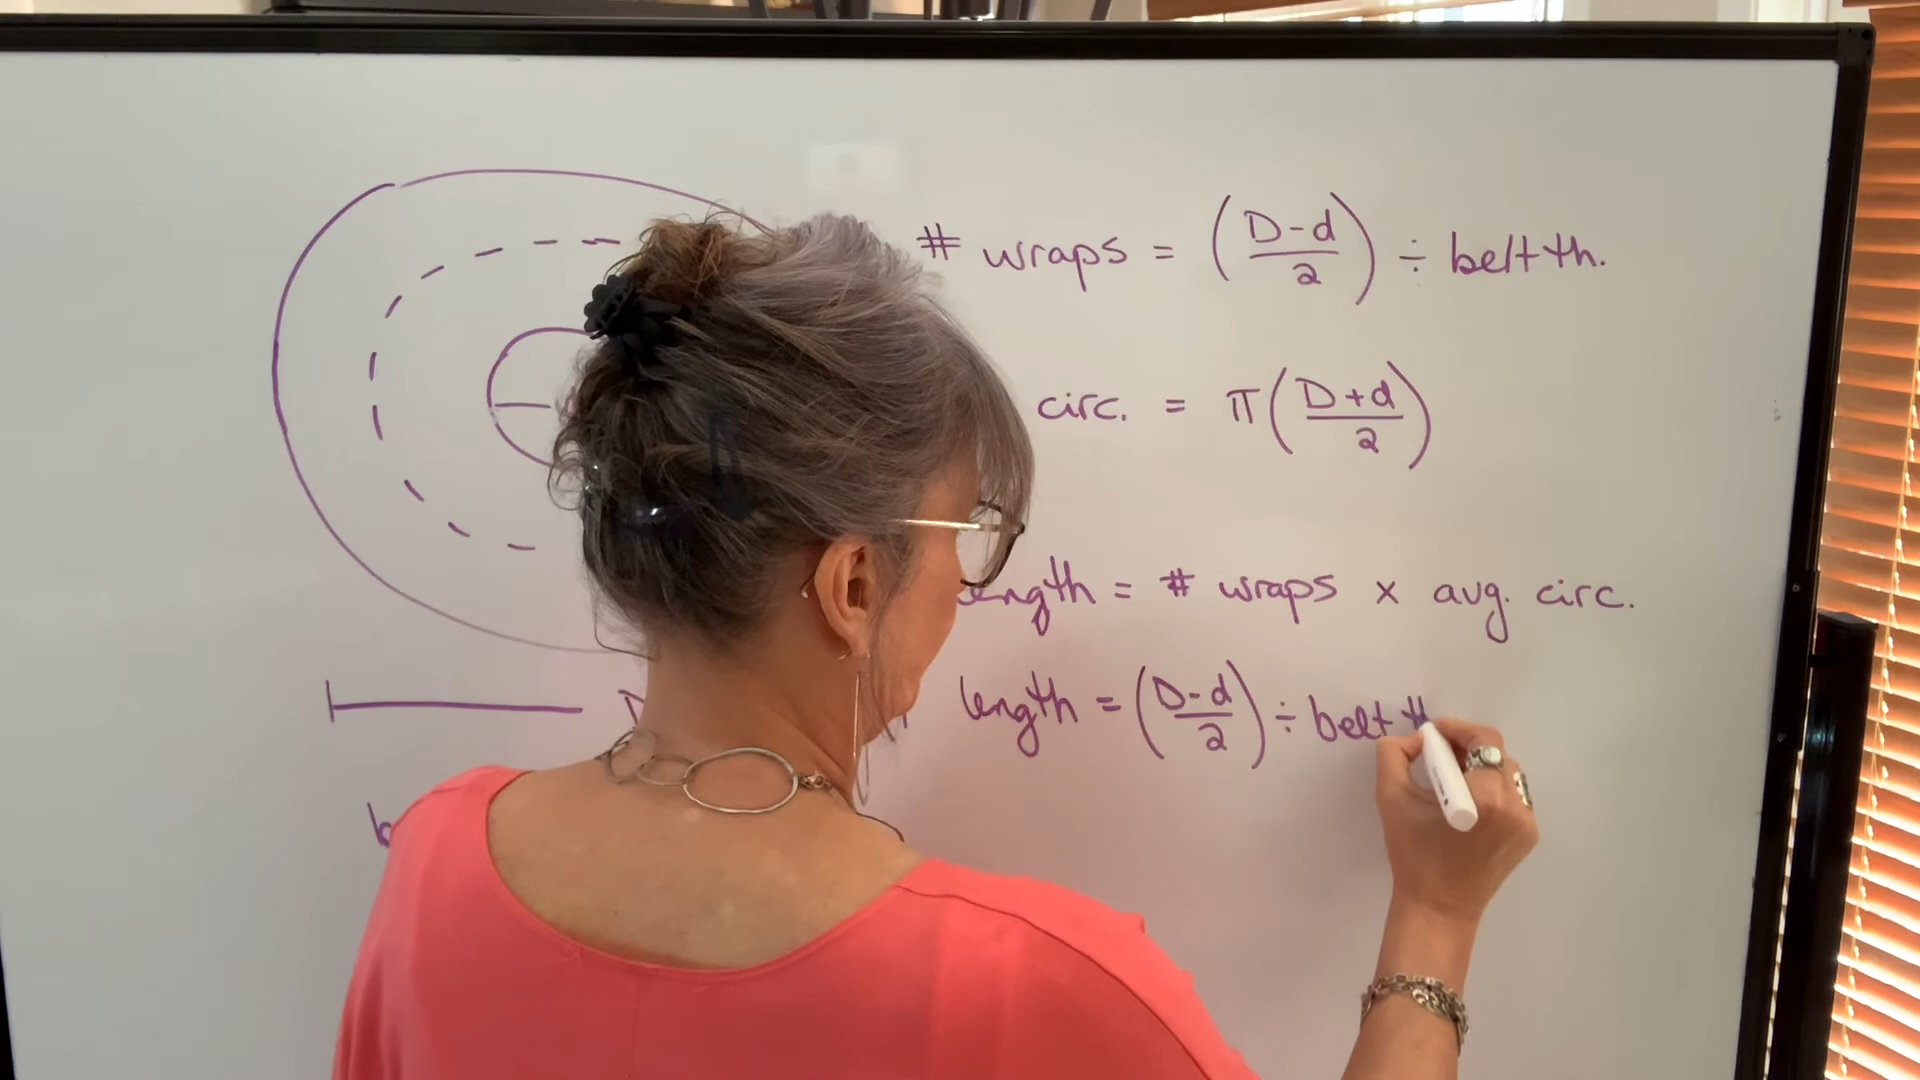 # wraps = (D-d/2) ÷ belt th.
circ. = π(D+d/2)
length = # wraps x avg. circ.
length = (D-d/2) ÷ belt th